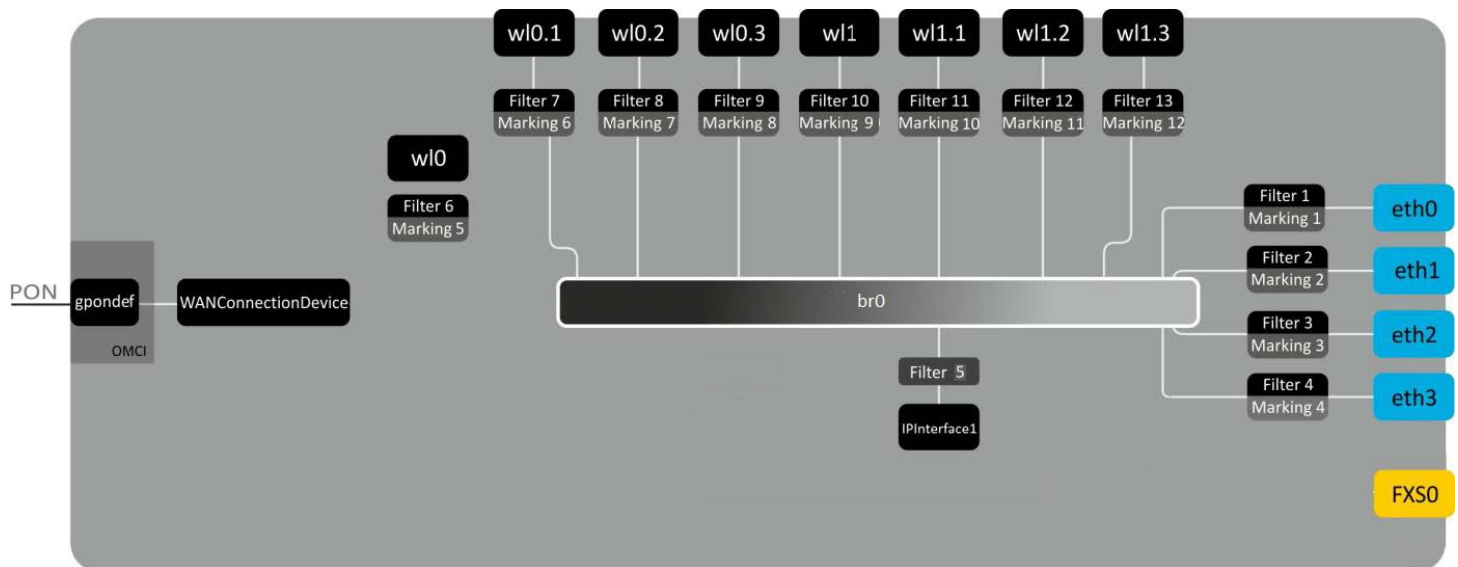 wl0.1
wl0.2
wl0.3
wl1
wl1.1
wl1.2
wl1.3
Filter 7
Marking 6
Filter 8
Marking 7
Filter 9
Marking 8
Filter 10
Marking 9
Filter 11
Marking 10
Filter 12
Marking 11
Filter 13
Marking 12
wl0
Filter 6
Marking 5
Filter 1
Marking 1
eth0
Filter 2
Marking 2
eth1
PON
gpondef
WANConnectionDevice
OMCI
br0
Filter 3
Marking 3
eth2
Filter 5
IPInterface1
Filter 4
Marking 4
eth3
FXS0